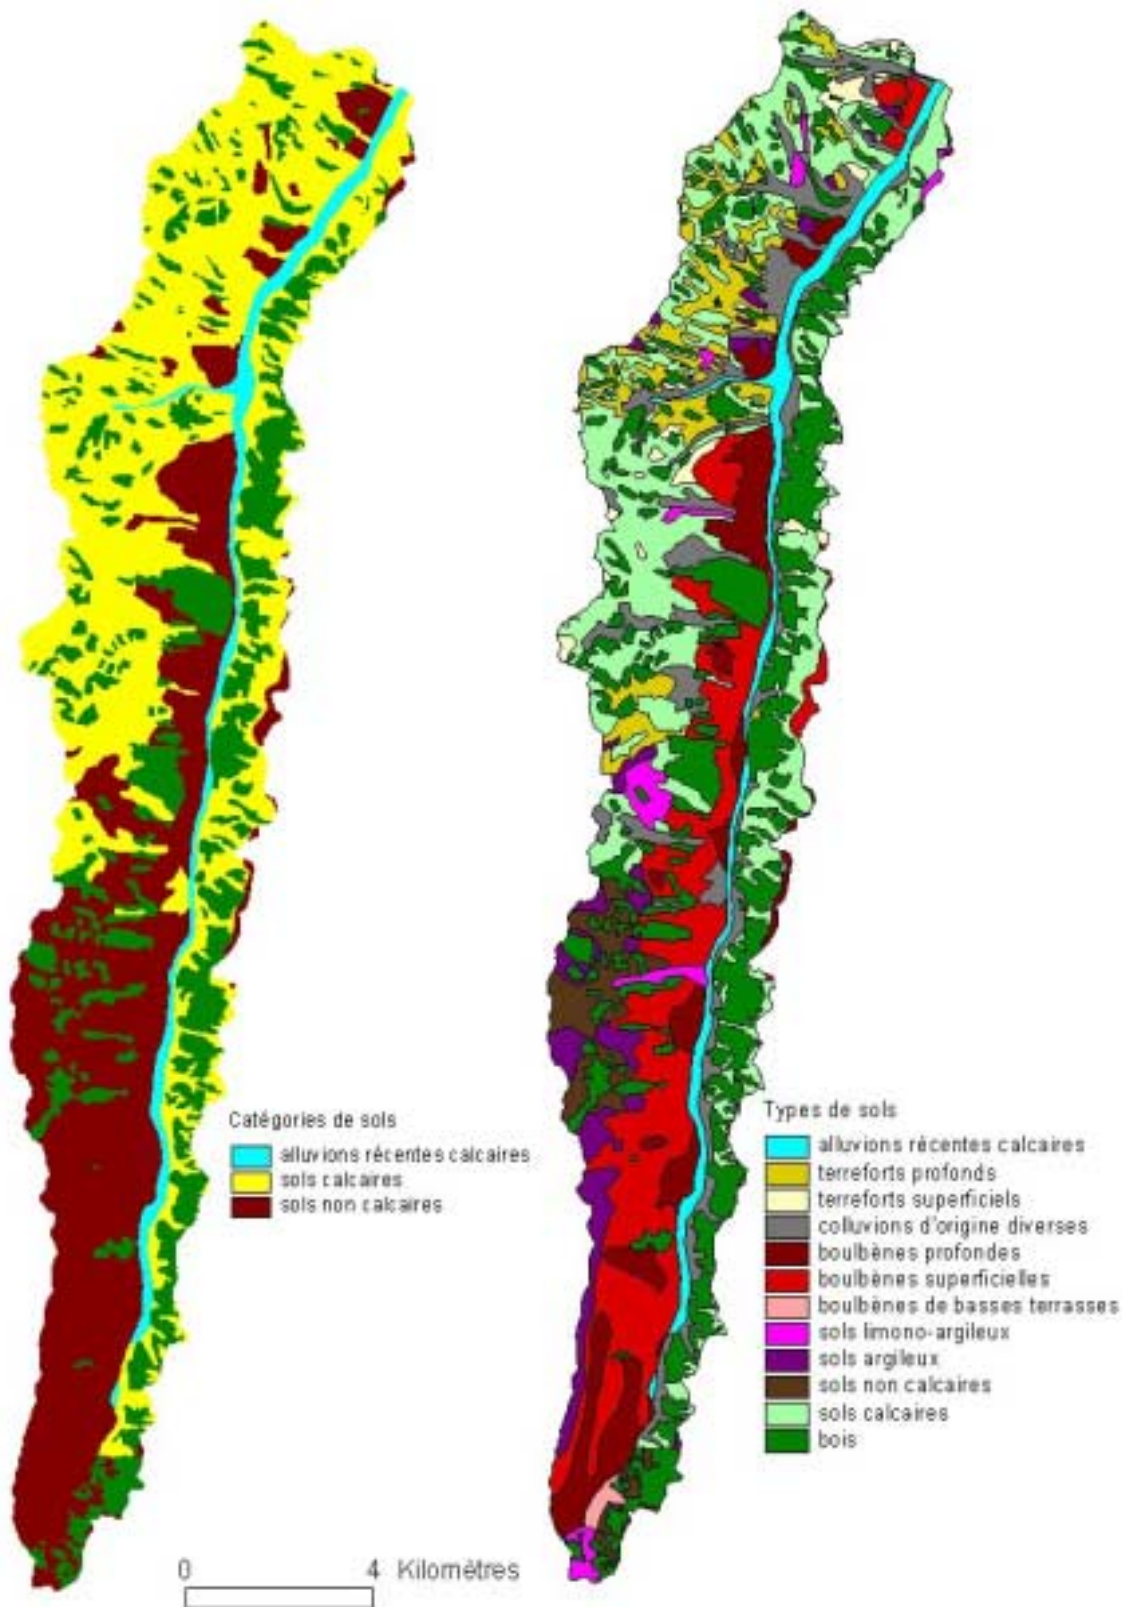 Catégories de sols
alluvions récentes calcaires
sols calcaires
sols non calcaires
Types de sols
alluvions récentes calcaires
terreforts profonds
terreforts superficiels
colluvions d'origine diverses
boulbènes profondes
boulbènes superficielles
boulbènes de basses terrasses
sols limono-argileux
sols argileux
sols non calcaires
sols calcaires
bois
0 4 Kilomètres